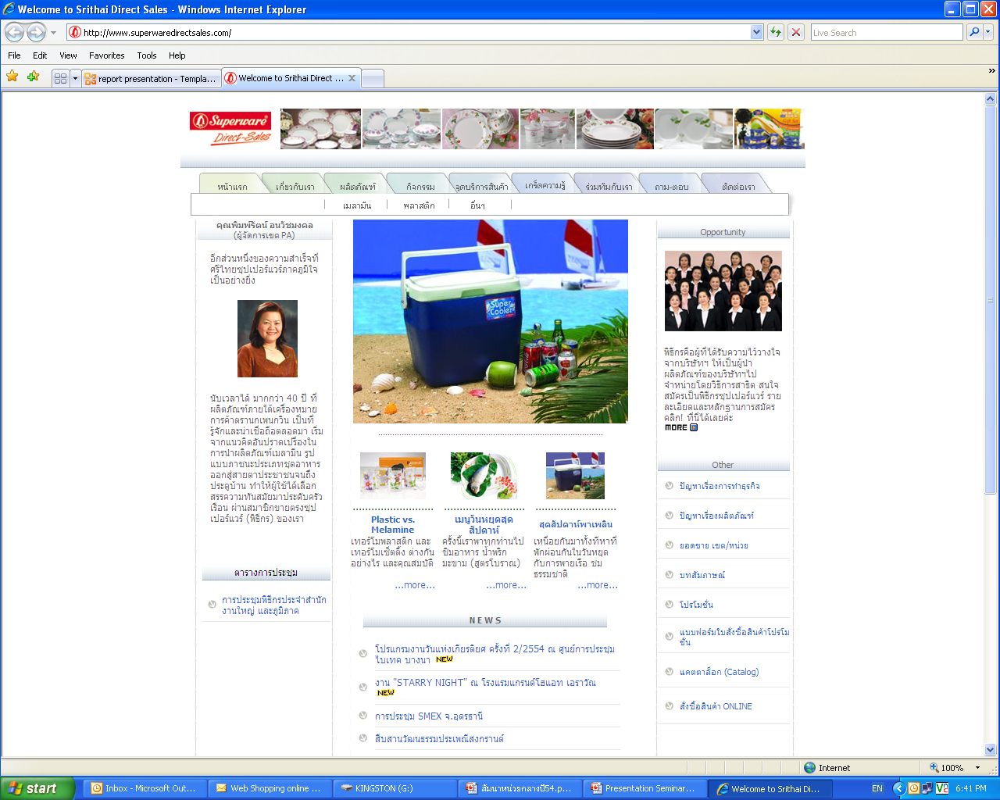 Welcome to Srithai Direct Sales - Windows Internet Explorer
http://www.superwaredirectsales.com/
Live Search
File Edit View Favorites Tools Help
report presentation - Templa...
Welcome to Srithai Direct ...
Superware
Direct-Sales
หน้าแรก เกี่ยวกับเรา ผลิตภัณฑ์ กิจกรรม จุดบริการสินค้า เกร็ดความรู้ ร่วมทีมกับเรา ถาม-ตอบ ติดต่อเรา
เมลามีน พลาสติก อื่นๆ
คุณพิมพ์รัตน์ อนวัชมงคล
(ผู้จัดการเขต PA)
อีกส่วนหนึ่งของความสำเร็จที่
ศรีไทยซุปเปอร์แวร์ภาคภูมิใจ
เป็นอย่างยิ่ง
นับเวลาได้ มากกว่า 40 ปี ที่
ผลิตภัณฑ์ภายใต้เครื่องหมาย
การค้าตรานกเพนกวิน เป็นที่
รู้จักและน่าเชื่อถือตลอดมา เริ่ม
จากแนวคิดอันปราดเปรื่องใน
การนำผลิตภัณฑ์เมลามีน รูป
แบบภาชนะประเภทชุดอาหาร
ออกสู่สายตาประชาชนจนถึง
ประตูบ้าน ทำให้ผู้ใช้ได้เลือก
สรรความทันสมัยมาประดับครัว
เรือน ผ่านสมาชิกขายตรงซุป
เปอร์แวร์ (พิธีกร) ของเรา
ตารางการประชุม
การประชุมพิธีกรประจำสำนัก
งานใหญ่ และภูมิภาค
Super
Cooler
Plastic vs.
Melamine
เทอร์โมพลาสติก และ
เทอร์โมเซ็ตติ้ง ต่างกัน
อย่างไร และคุณสมบัติ
...more...
เมนูวันหยุดสุด
สัปดาห์
ครั้งนี้เราพาทุกท่านไป
ชิมอาหาร น้ำพริก
มะขาม (สูตรโบราณ)
...more...
สุดสัปดาห์พาเพลิน
เหนื่อยกันมาทั้งทีหาที่
พักผ่อนกันในวันหยุด
กับการพายเรือ ชม
ธรรมชาติ
...more...
NEWS
โปรแกรมงานวันแห่งเกียรติยศ ครั้งที่ 2/2554 ณ ศูนย์การประชุม
ไบเทค บางนา NEW
งาน "STARRY NIGHT" ณ โรงแรมแกรนด์ไฮแอท เอราวัณ
NEW
การประชุม SMEX จ.อุดรธานี
สืบสานวัฒนธรรมประเพณีสงกรานต์
Opportunity
พิธีกรคือผู้ที่ได้รับความไว้วางใจ
จากบริษัทฯ ให้เป็นผู้นำ
ผลิตภัณฑ์ของบริษัทฯไป
จำหน่ายโดยวิธีการสาธิต สนใจ
สมัครเป็นพิธีกรซุปเปอร์แวร์ ราย
ละเอียดและหลักฐานการสมัคร
คลิก! ที่นี่ได้เลยค่ะ
MORE
Other
ปัญหาเรื่องการทำธุรกิจ
ปัญหาเรื่องผลิตภัณฑ์
ยอดขาย เขต/หน่วย
บทสัมภาษณ์
โปรโมชั่น
แบบฟอร์มใบสั่งซื้อสินค้าโปรโม
ชั่น
แคตตาล็อก (Catalog)
สั่งซื้อสินค้า ONLINE
Internet 100%
start Inbox - Microsoft Out... Web Shopping online ... KINGSTON (G:) สัมนาหน่วยกลางปี54.p... Presentation Seminar... Welcome to Srithai Di... EN 6:41 PM